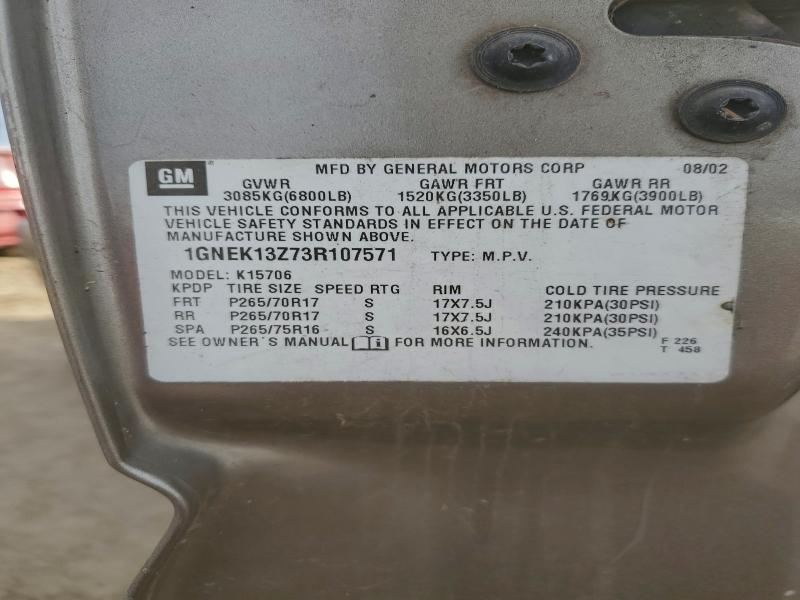 GM MFD BY GENERAL MOTORS CORP 08/02
GVWR GAWR FRT GAWR RR
3085KG(6800LB) 1520KG(3350LB) 1769KG(3900LB)
THIS VEHICLE CONFORMS TO ALL APPLICABLE U.S. FEDERAL MOTOR
VEHICLE SAFETY STANDARDS IN EFFECT ON THE DATE OF
MANUFACTURE SHOWN ABOVE.
1GNEK13Z73R107571 TYPE: M.P.V.
MODEL: K15706
KPDP TIRE SIZE SPEED RTG RIM COLD TIRE PRESSURE
FRT P265/70R17 S 17X7.5J 210KPA(30PSI)
RR P265/70R17 S 17X7.5J 210KPA(30PSI)
SPA P265/75R16 S 16X6.5J 240KPA(35PSI)
SEE OWNER'S MANUAL FOR MORE INFORMATION. F 226
T 458